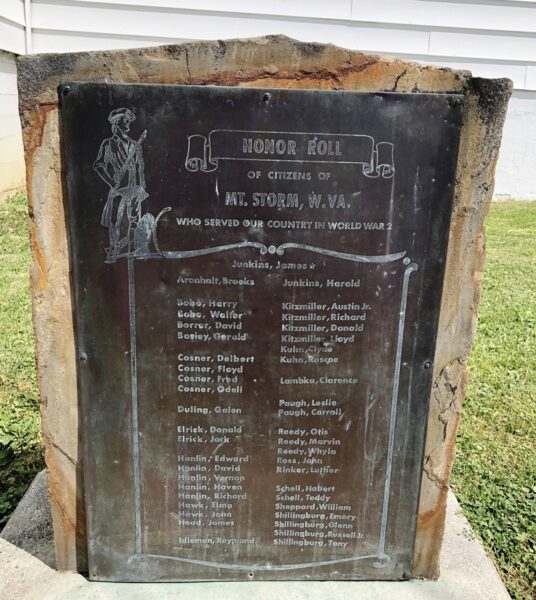 HONOR ROLL
OF CITIZENS OF
MT. STORM, W. VA.
WHO SERVED OUR COUNTRY IN WORLD WAR 2
Junkins, James ★
Aronhalt, Brooks
Bobo, Harry
Bobo, Walter
Borror, David
Bosley, Gerald
Cosner, Delbert
Cosner, Floyd
Cosner, Fred
Cosner, Odell
Duling, Galen
Elrick, Donald
Elrick, Jack
Hanlin, Edward
Hanlin, David
Hanlin, Vernon
Hanlin, Haven
Hanlin, Richard
Hawk, Elmo
Hawk, John
Head, James
Idleman, Raymond
Junkins, Harold
Kitzmiller, Austin Jr.
Kitzmiller, Richard
Kitzmiller, Donald
Kitzmiller, Lloyd
Kuhn, Clyde
Kuhn, Roscoe
Lambka, Clarence
Paugh, Leslie
Paugh, Carroll
Reedy, Otis
Reedy, Marvin
Reedy, Whyla
Ross, John
Rinker, Luther
Schell, Hobert
Schell, Teddy
Sheppard, William
Shillingburg, Emory
Shillingburg, Glenn
Shillingburg, Russell Jr.
Shillingburg, Tony